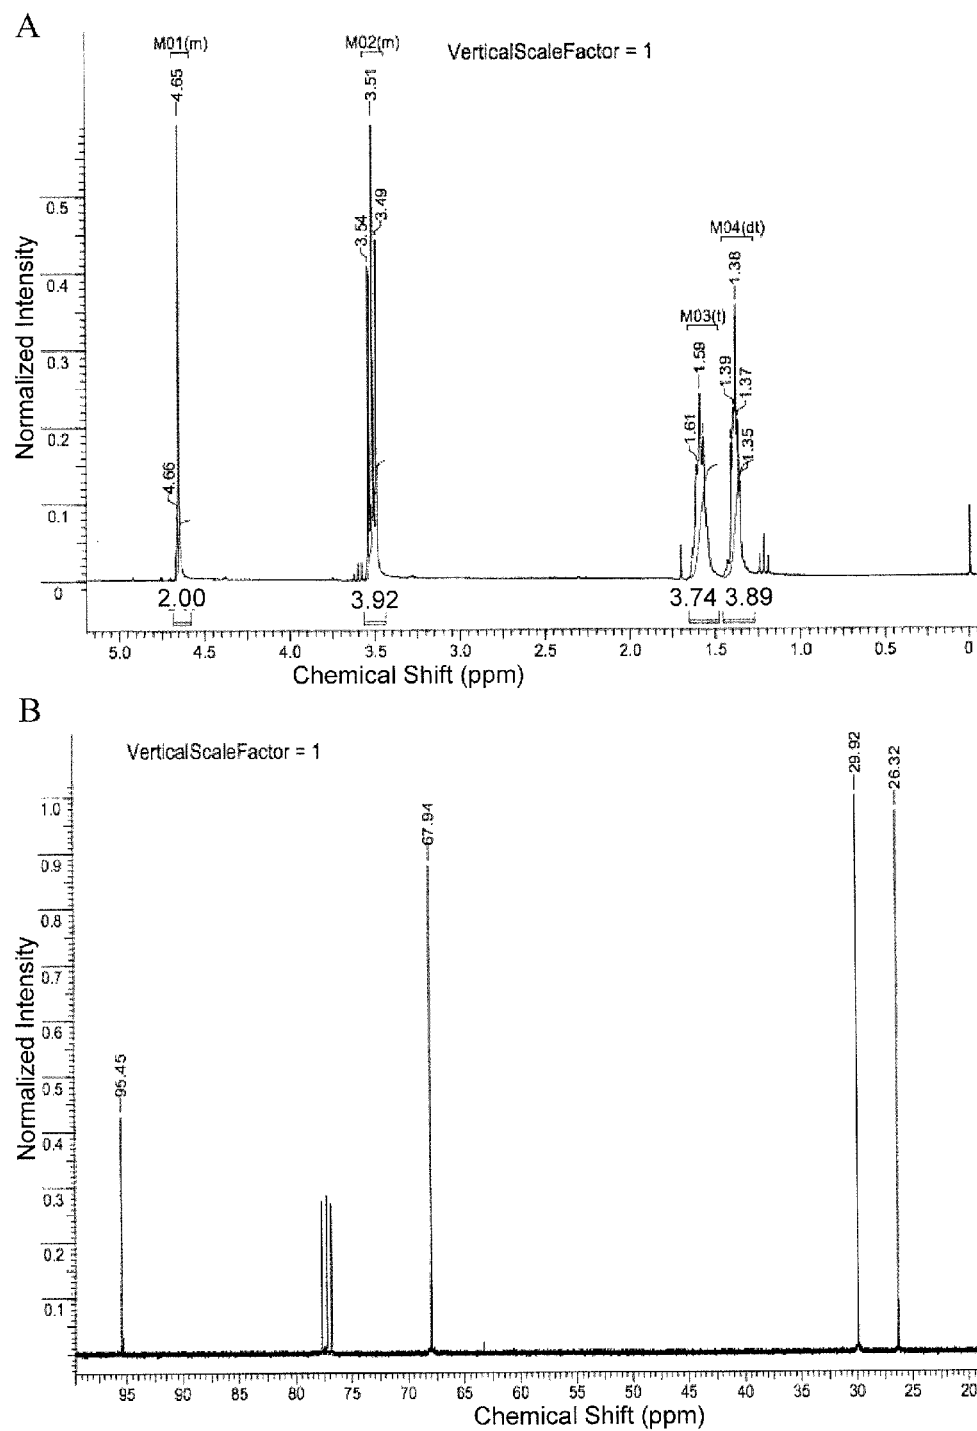 A
M01(m)
M02(m)
VerticalScaleFactor = 1
4.65
3.51
4.66
3.54
3.49
M04(dt)
1.38
M03(t)
1.59
1.39
1.37
1.61
1.35
Normalized Intensity
0.5
0.4
0.3
0.2
0.1
0
2.00
3.92
3.74
3.89
5.0 4.5 4.0 3.5 3.0 2.5 2.0 1.5 1.0 0.5 0
Chemical Shift (ppm)
B
VerticalScaleFactor = 1
29.92
26.32
67.94
95.45
Normalized Intensity
1.0
0.9
0.8
0.7
0.6
0.5
0.4
0.3
0.2
0.1
95 90 85 80 75 70 65 60 55 50 45 40 35 30 25 20
Chemical Shift (ppm)